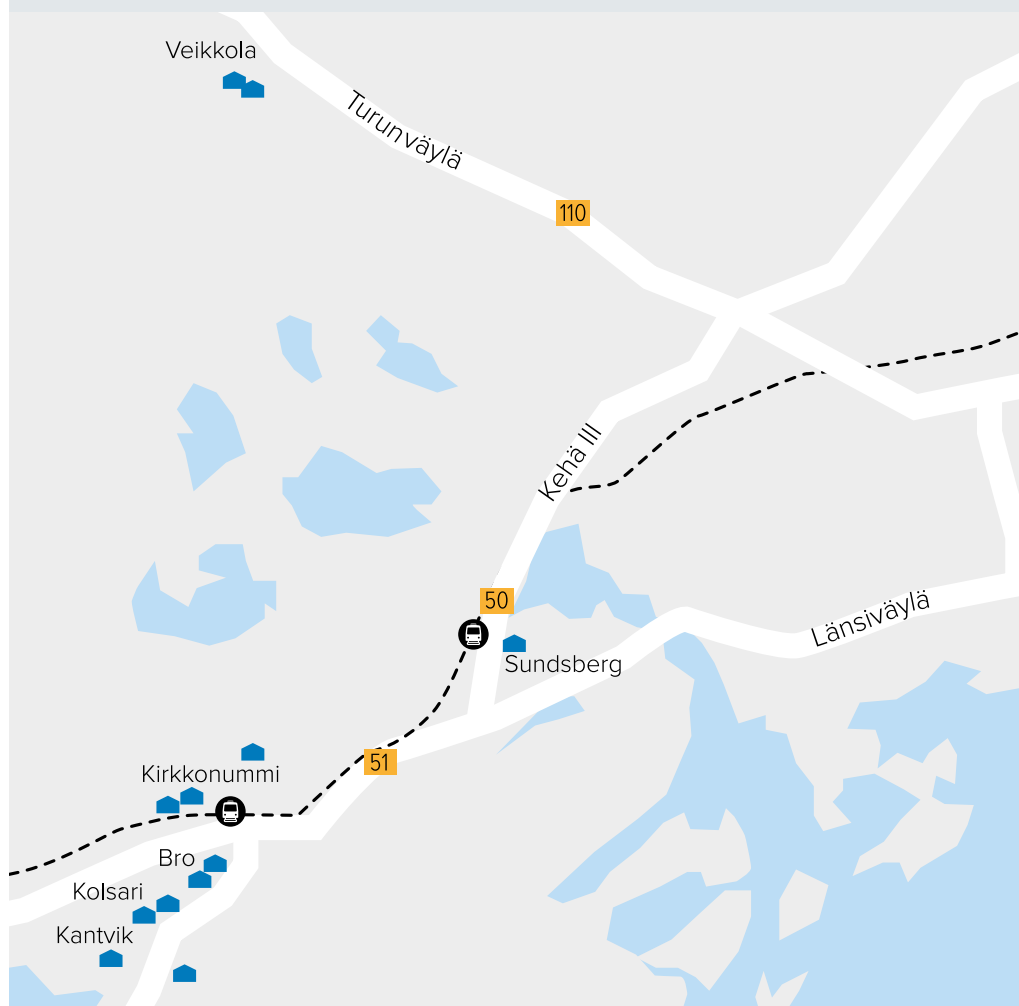 Veikkola
Turunväylä
110
Kehä III
50
Länsiväylä
Sundsberg
51
Kirkkonummi
Bro
Kolsari
Kantvik